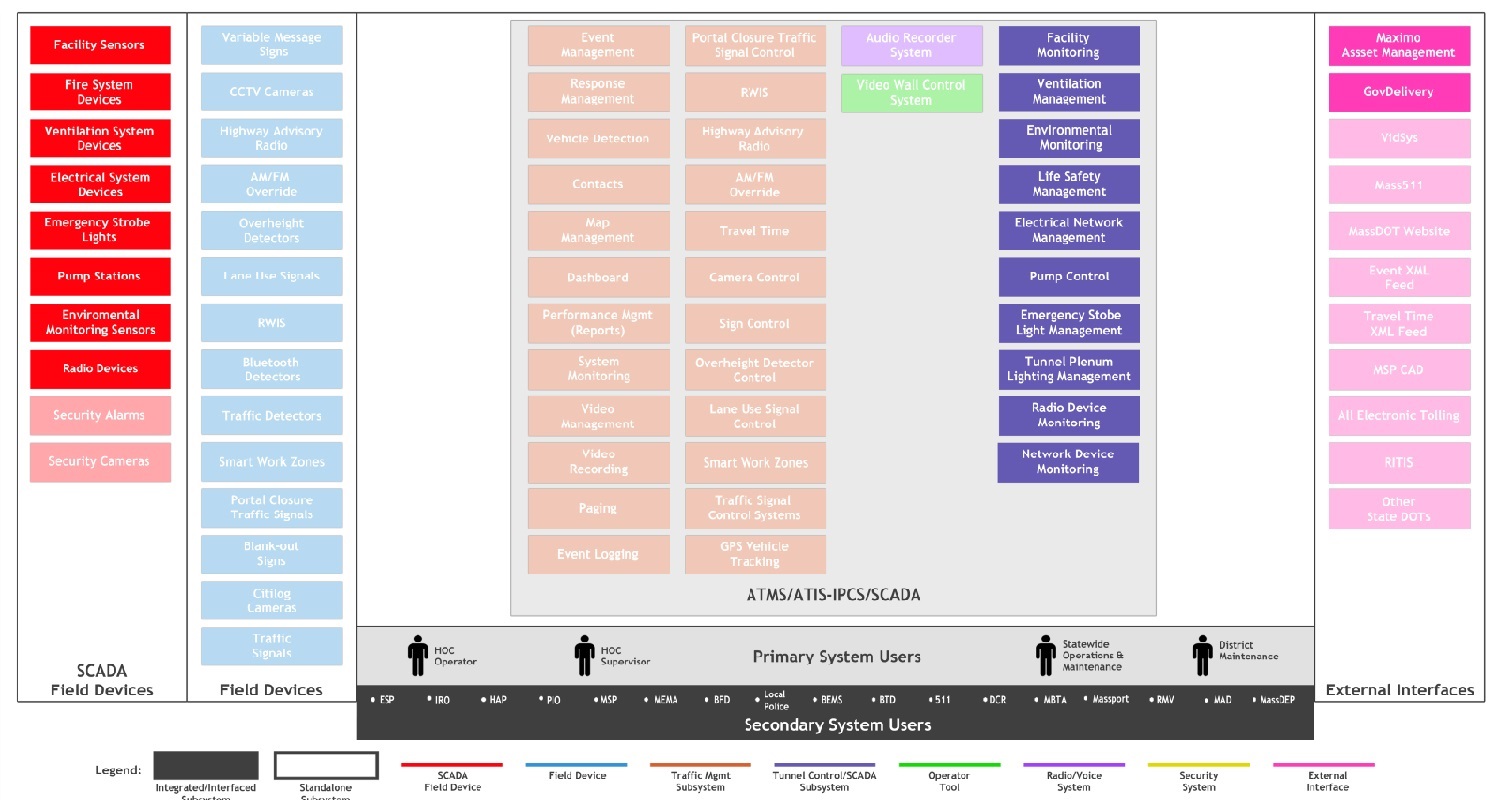 Facility Sensors
Fire System
Devices
Ventilation System
Devices
Electrical System
Devices
Emergency Strobe
Lights
Pump Stations
Enviromental
Monitoring Sensors
Radio Devices
Security Alarms
Security Cameras
SCADA
Field Devices
Variable Message
Signs
CCTV Cameras
Highway Advisory
Radio
AM/FM
Override
Overheight
Detectors
Lane Use Signals
RWIS
Bluetooth
Detectors
Traffic Detectors
Smart Work Zones
Portal Closure
Traffic Signals
Blank-out
Signs
Citilog
Cameras
Traffic
Signals
Field Devices
Event
Management
Response
Management
Vehicle Detection
Contacts
Map
Management
Dashboard
Performance Mgmt
(Reports)
System
Monitoring
Video
Management
Video
Recording
Paging
Event Logging
Portal Closure Traffic
Signal Control
RWIS
Highway Advisory
Radio
AM/FM
Override
Travel Time
Camera Control
Sign Control
Overheight Detector
Control
Lane Use Signal
Control
Smart Work Zones
Traffic Signal
Control Systems
GPS Vehicle
Tracking
Audio Recorder
System
Video Wall Control
System
Facility
Monitoring
Ventilation
Management
Environmental
Monitoring
Life Safety
Management
Electrical Network
Management
Pump Control
Emergency Stobe
Light Management
Tunnel Plenum
Lighting Management
Radio Device
Monitoring
Network Device
Monitoring
ATMS/ATIS-IPCS/SCADA
Maximo
Assset Management
GovDelivery
VidSys
Mass511
MassDOT Website
Event XML
Feed
Travel Time
XML Feed
MSP CAD
All Electronic Tolling
RITIS
Other
State DOTs
External Interfaces
HOC
Operator
HOC
Supervisor
Primary System Users
Statewide
Operations &
Maintenance
District
Maintenance
• ESP • IRO • HAP • PIO • MSP • MEMA • BFD • Local Police • BEMS • BTD • 511 • DCR • MBTA • Massport • RMV • MAD • MassDEP
Secondary System Users
Legend:
Integrated/Interfaced
Subsystem
Standalone
Subsystem
SCADA
Field Device
Field Device
Traffic Mgmt
Subsystem
Tunnel Control/SCADA
Subsystem
Operator
Tool
Radio/Voice
System
Security
System
External
Interface